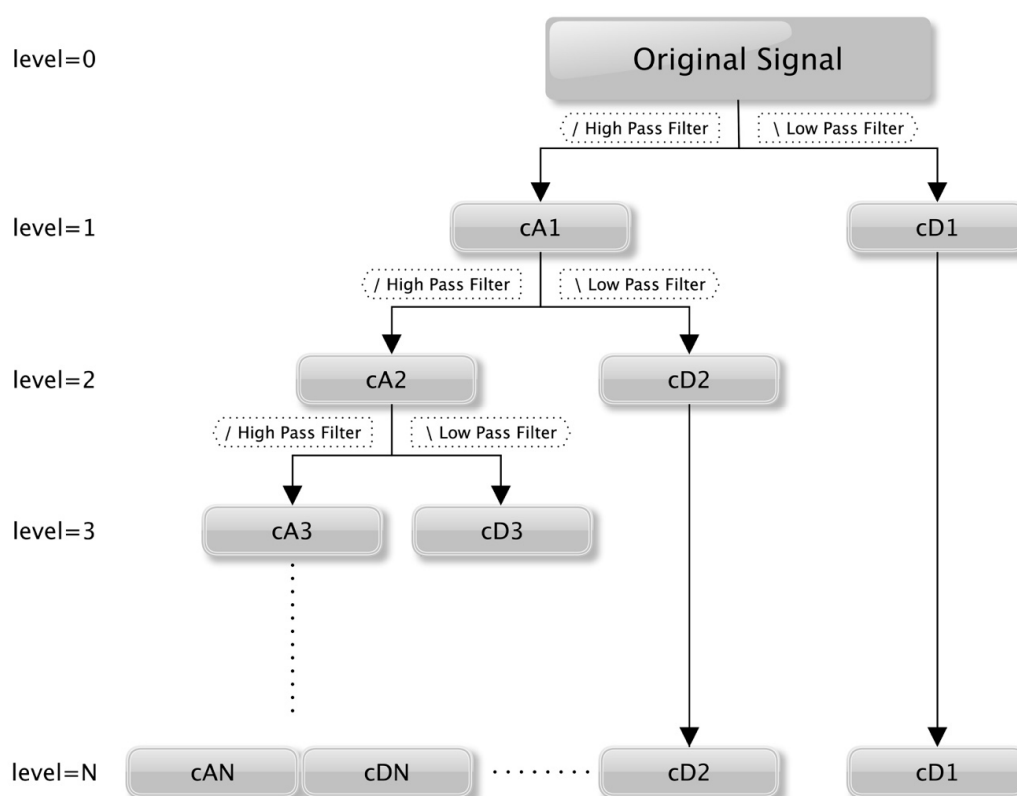 level=0
Original Signal
/ High Pass Filter
\ Low Pass Filter
level=1
cA1
cD1
/ High Pass Filter
\ Low Pass Filter
level=2
cA2
cD2
/ High Pass Filter
\ Low Pass Filter
level=3
cA3
cD3
level=N
cAN
cDN
cD2
cD1